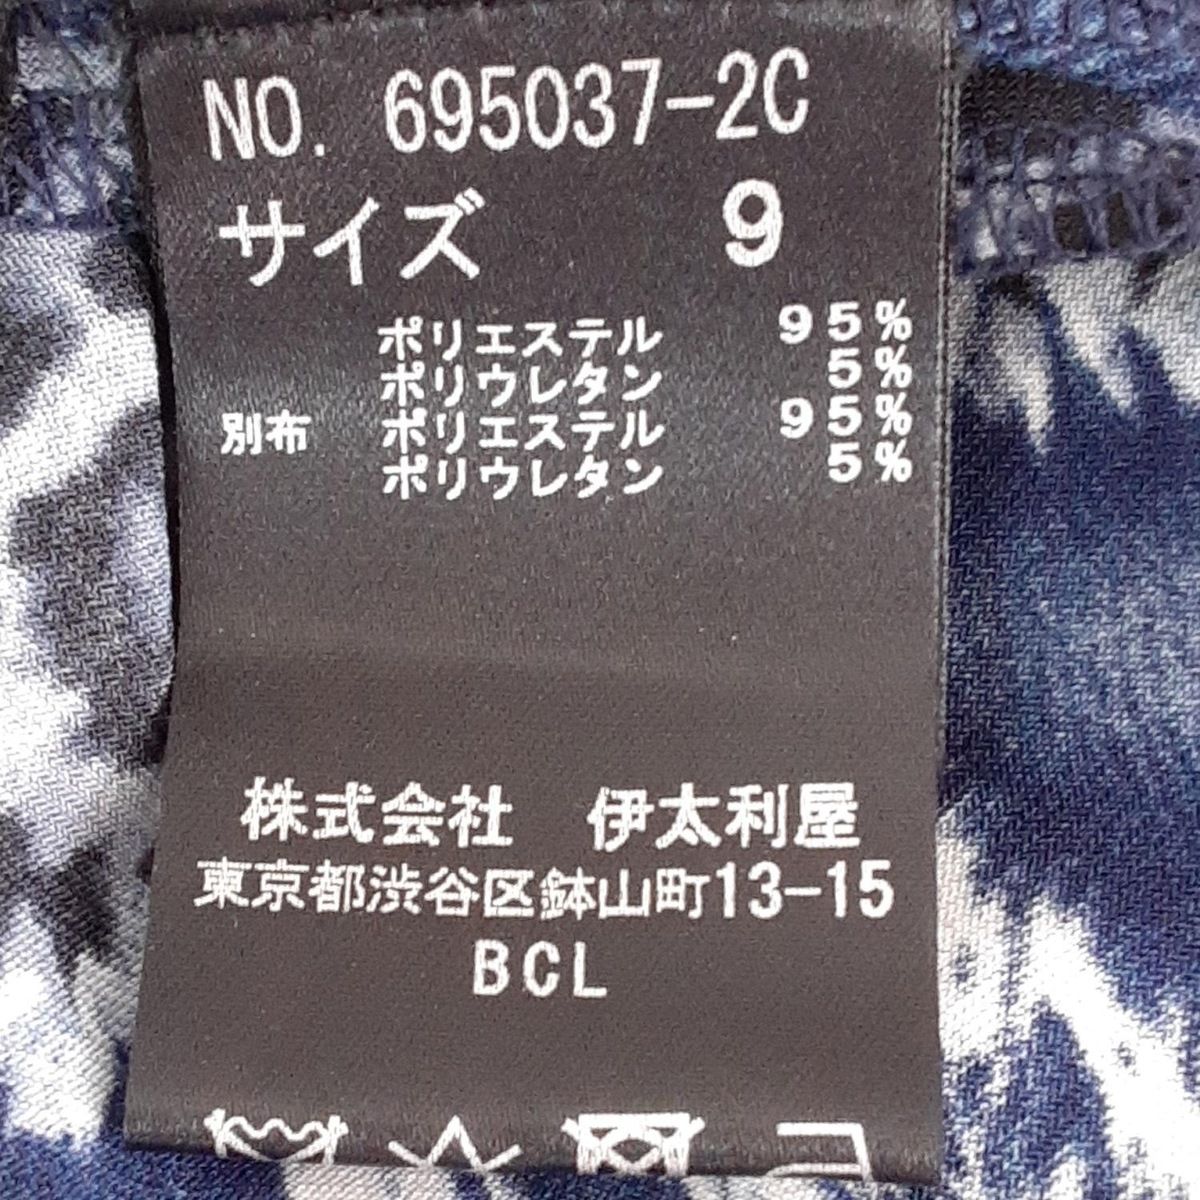 NO. 695037-2C
サイズ 9
ポリエステル 95%
ポリウレタン 5%
別布 ポリエステル 95%
ポリウレタン 5%
株式会社 伊太利屋
東京都渋谷区鉢山町13-15
BCL